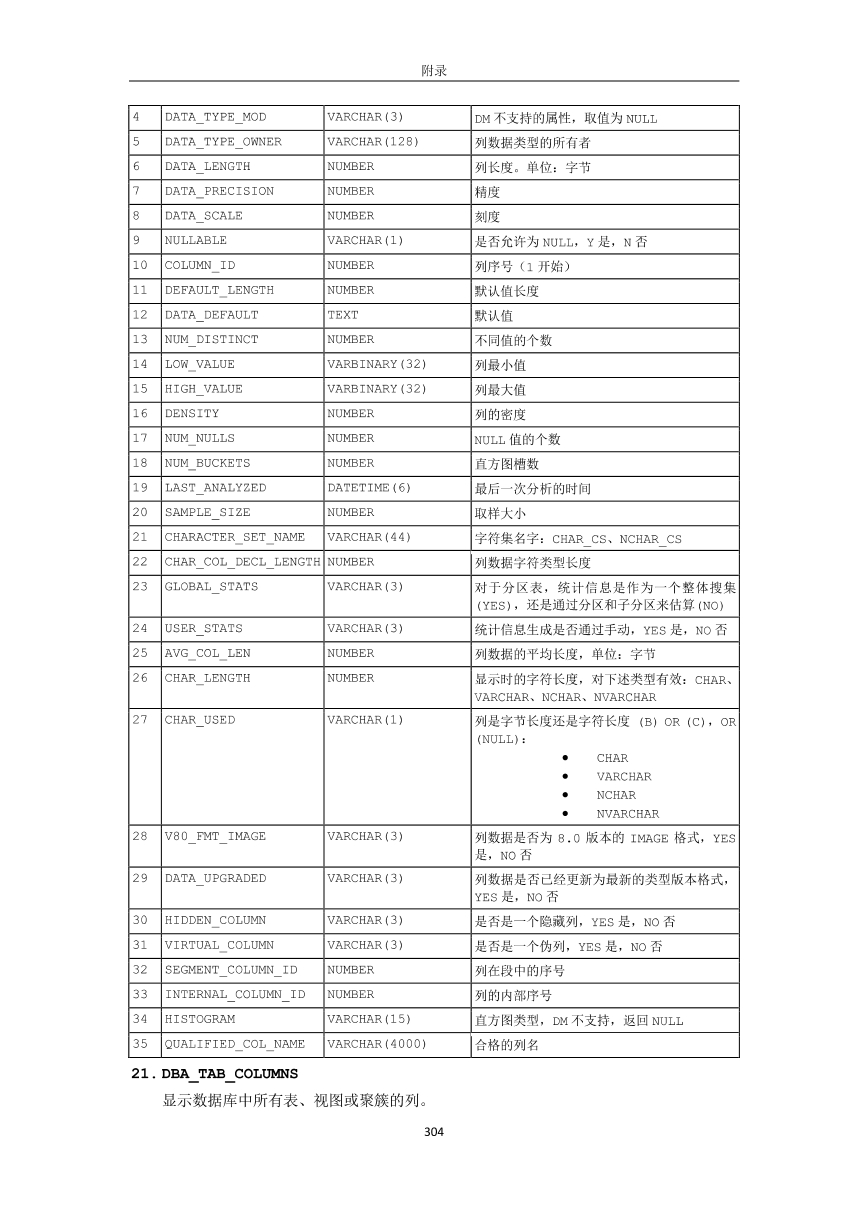 附录
4 DATA_TYPE_MOD VARCHAR(3) DM 不支持的属性，取值为 NULL
5 DATA_TYPE_OWNER VARCHAR(128) 列数据类型的所有者
6 DATA_LENGTH NUMBER 列长度。单位：字节
7 DATA_PRECISION NUMBER 精度
8 DATA_SCALE NUMBER 刻度
9 NULLABLE VARCHAR(1) 是否允许为 NULL，Y 是，N 否
10 COLUMN_ID NUMBER 列序号（1 开始）
11 DEFAULT_LENGTH NUMBER 默认值长度
12 DATA_DEFAULT TEXT 默认值
13 NUM_DISTINCT NUMBER 不同值的个数
14 LOW_VALUE VARBINARY(32) 列最小值
15 HIGH_VALUE VARBINARY(32) 列最大值
16 DENSITY NUMBER 列的密度
17 NUM_NULLS NUMBER NULL 值的个数
18 NUM_BUCKETS NUMBER 直方图槽数
19 LAST_ANALYZED DATETIME(6) 最后一次分析的时间
20 SAMPLE_SIZE NUMBER 取样大小
21 CHARACTER_SET_NAME VARCHAR(44) 字符集名字：CHAR_CS、NCHAR_CS
22 CHAR_COL_DECL_LENGTH NUMBER 列数据字符类型长度
23 GLOBAL_STATS VARCHAR(3) 对于分区表，统计信息是作为一个整体搜集
(YES)，还是通过分区和子分区来估算(NO)
24 USER_STATS VARCHAR(3) 统计信息生成是否通过手动，YES 是，NO 否
25 AVG_COL_LEN NUMBER 列数据的平均长度，单位：字节
26 CHAR_LENGTH NUMBER 显示时的字符长度，对下述类型有效：CHAR、
VARCHAR、NCHAR、NVARCHAR
27 CHAR_USED VARCHAR(1) 列是字节长度还是字符长度 (B) OR (C)，OR
(NULL)：
• CHAR
• VARCHAR
• NCHAR
• NVARCHAR
28 V80_FMT_IMAGE VARCHAR(3) 列数据是否为 8.0 版本的 IMAGE 格式，YES
是，NO 否
29 DATA_UPGRADED VARCHAR(3) 列数据是否已经更新为最新的类型版本格式，
YES 是，NO 否
30 HIDDEN_COLUMN VARCHAR(3) 是否是一个隐藏列，YES 是，NO 否
31 VIRTUAL_COLUMN VARCHAR(3) 是否是一个伪列，YES 是，NO 否
32 SEGMENT_COLUMN_ID NUMBER 列在段中的序号
33 INTERNAL_COLUMN_ID NUMBER 列的内部序号
34 HISTOGRAM VARCHAR(15) 直方图类型，DM 不支持，返回 NULL
35 QUALIFIED_COL_NAME VARCHAR(4000) 合格的列名
21. DBA_TAB_COLUMNS
显示数据库中所有表、视图或聚簇的列。
304